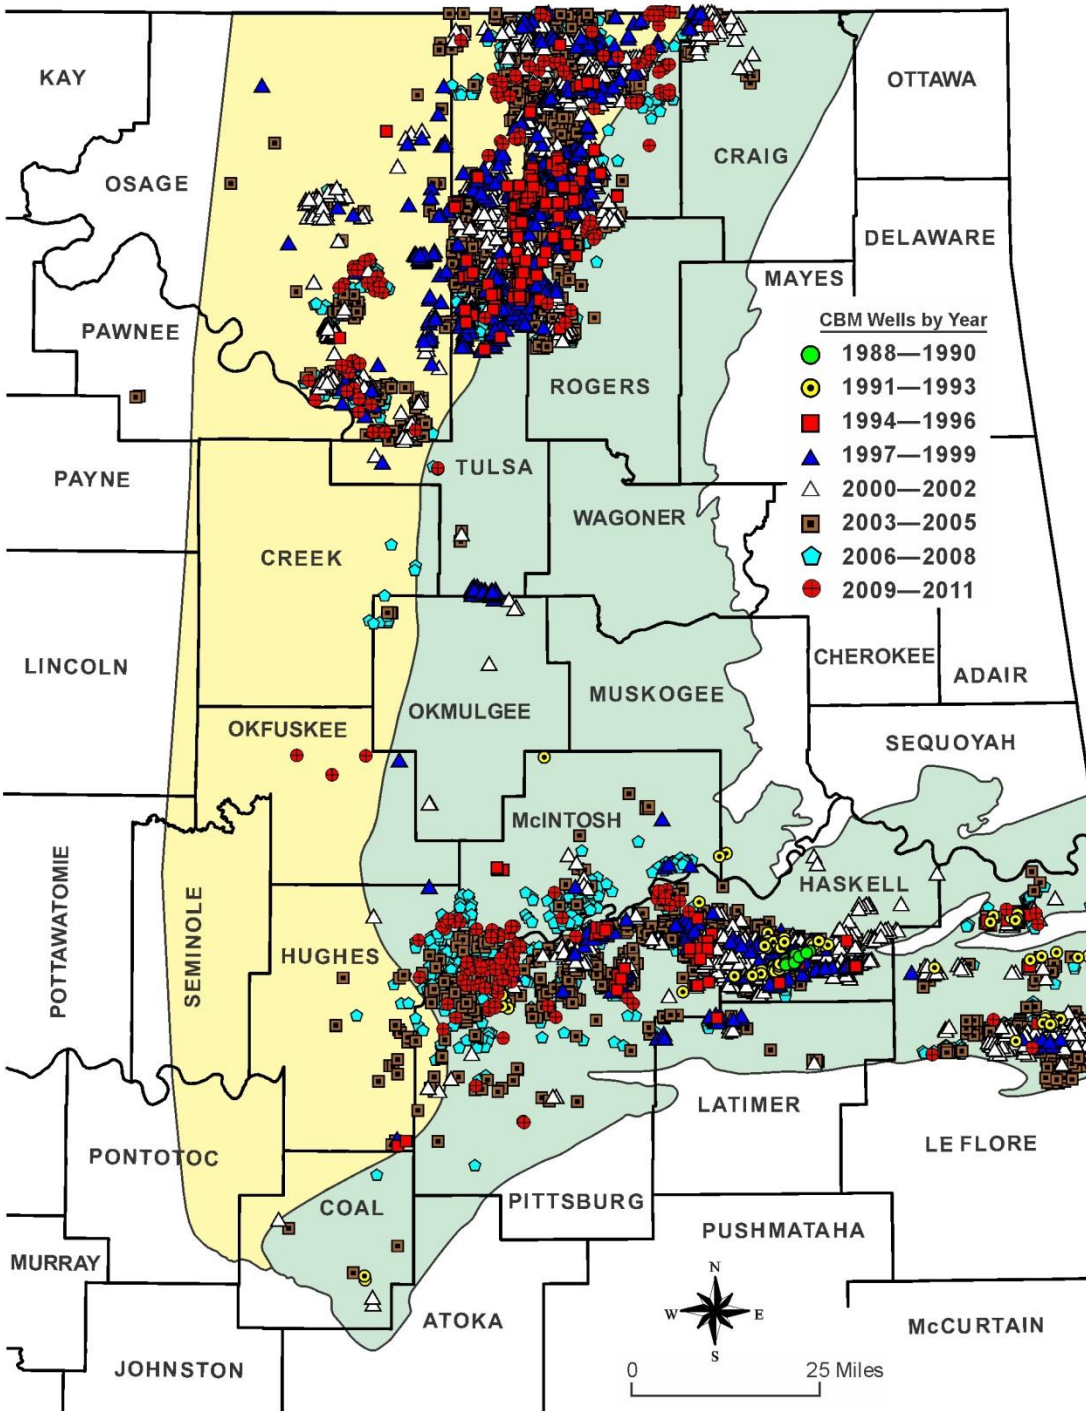 KAY
OTTAWA
CRAIG
OSAGE
DELAWARE
MAYES
PAWNEE
CBM Wells by Year
1988—1990
1991—1993
1994—1996
1997—1999
2000—2002
2003—2005
2006—2008
2009—2011
ROGERS
PAYNE
TULSA
WAGONER
CREEK
LINCOLN
CHEROKEE
ADAIR
MUSKOGEE
OKMULGEE
OKFUSKEE
SEQUOYAH
McINTOSH
POTTAWATOMIE
SEMINOLE
HASKELL
HUGHES
LATIMER
LE FLORE
PONTOTOC
COAL
PITTSBURG
PUSHMATAHA
MURRAY
N
W E
S
ATOKA
McCURTAIN
JOHNSTON
0 25 Miles